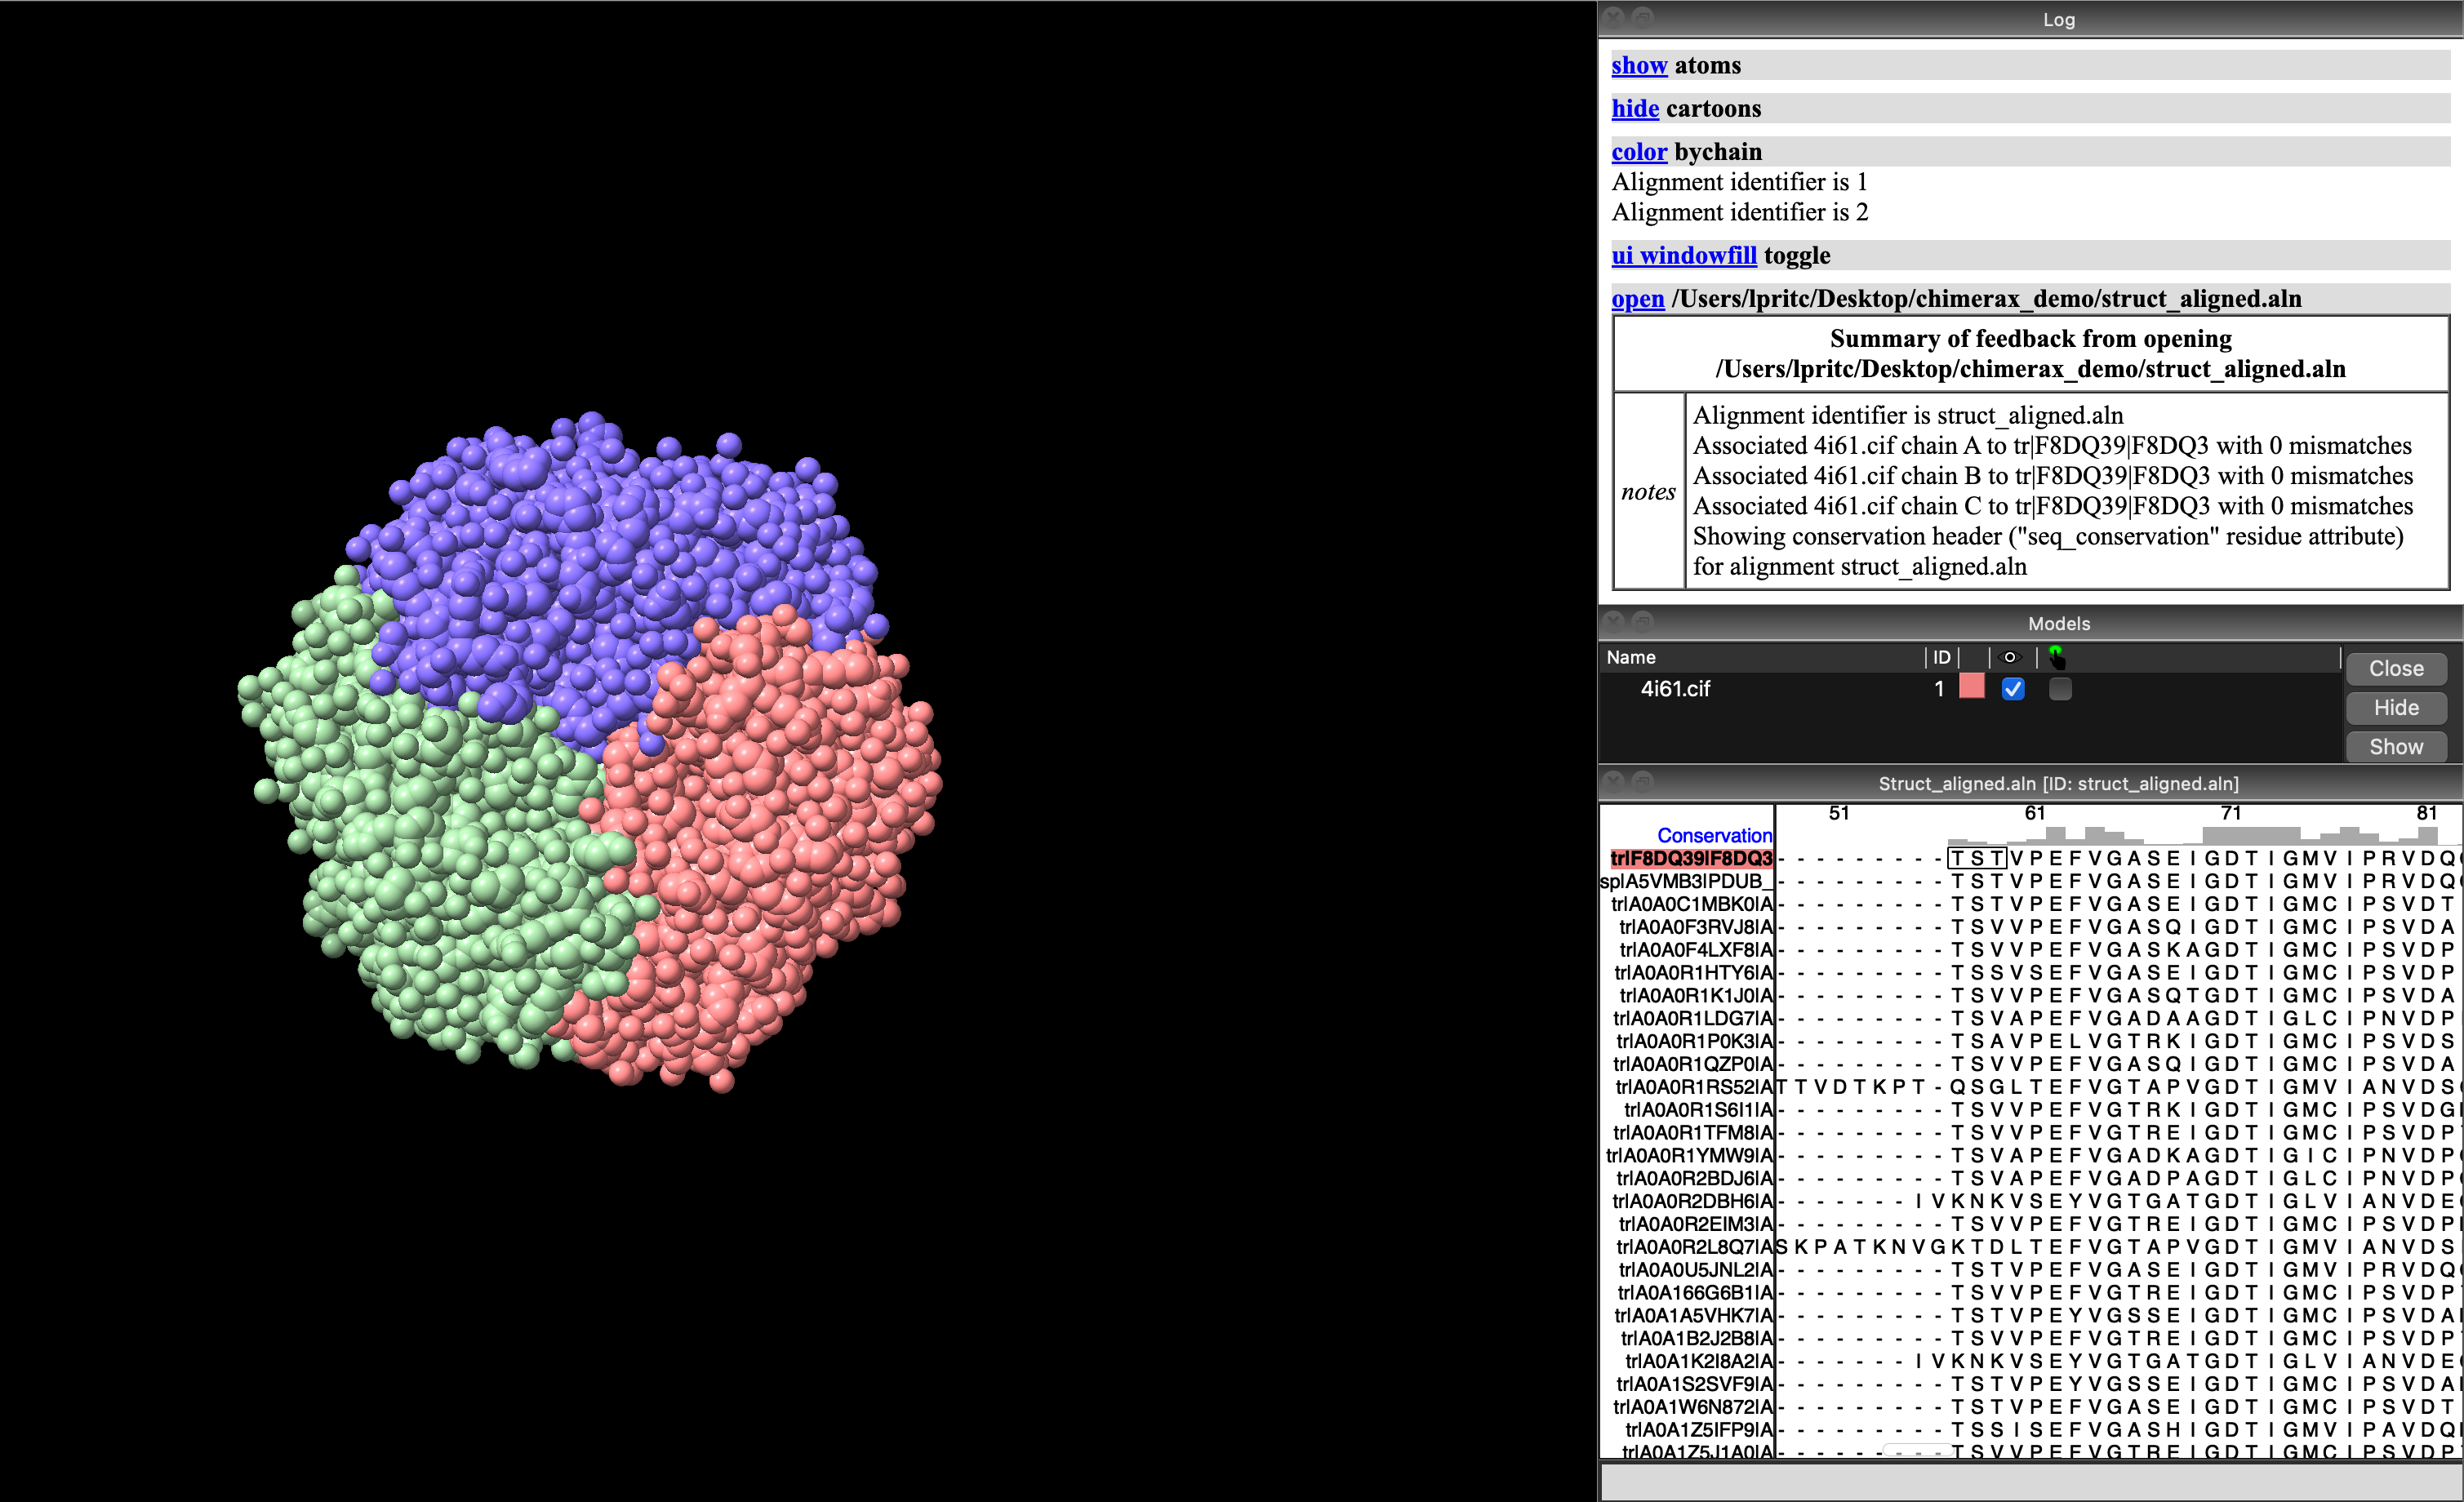 Log
show atoms
hide cartoons
color bychain
Alignment identifier is 1
Alignment identifier is 2
ui windowfill toggle
open /Users/lpritc/Desktop/chimerax_demo/struct_aligned.aln
Summary of feedback from opening
/Users/lpritc/Desktop/chimerax_demo/struct_aligned.aln
notes
Alignment identifier is struct_aligned.aln
Associated 4i61.cif chain A to tr|F8DQ39|F8DQ3 with 0 mismatches
Associated 4i61.cif chain B to tr|F8DQ39|F8DQ3 with 0 mismatches
Associated 4i61.cif chain C to tr|F8DQ39|F8DQ3 with 0 mismatches
Showing conservation header ("seq_conservation" residue attribute)
for alignment struct_aligned.aln
Models
Name ID
4i61.cif 1
Close
Hide
Show
Struct_aligned.aln [ID: struct_aligned.aln]
51 61 71 81
Conservation
tr|F8DQ39|F8DQ3 - - - - - - - - - T S T V P E F V G A S E I G D T I G M V I P R V D Q
sp|A5VMB3|PDUB_ - - - - - - - - - T S T V P E F V G A S E I G D T I G M V I P R V D Q
tr|A0A0C1MBK0|A - - - - - - - - - T S T V P E F V G A S E I G D T I G M C I P S V D T
tr|A0A0F3RVJ8|A - - - - - - - - - T S V V P E F V G A S Q I G D T I G M C I P S V D A
tr|A0A0F4LXF8|A - - - - - - - - - T S V V P E F V G A S K A G D T I G M C I P S V D P
tr|A0A0R1HTY6|A - - - - - - - - - T S S V S E F V G A S E I G D T I G M C I P S V D P
tr|A0A0R1K1J0|A - - - - - - - - - T S V V P E F V G A S Q T G D T I G M C I P S V D A
tr|A0A0R1LDG7|A - - - - - - - - - T S V A P E F V G A D A A G D T I G L C I P N V D P
tr|A0A0R1P0K3|A - - - - - - - - - T S A V P E L V G T R K I G D T I G M C I P S V D S
tr|A0A0R1QZP0|A - - - - - - - - - T S V V P E F V G A S Q I G D T I G M C I P S V D A
tr|A0A0R1RS52|A T T V D T K P T - Q S G L T E F V G T A P V G D T I G M V I A N V D S
tr|A0A0R1S6I1|A - - - - - - - - - T S V V P E F V G T R K I G D T I G M C I P S V D G
tr|A0A0R1TFM8|A - - - - - - - - - T S V V P E F V G T R E I G D T I G M C I P S V D P
tr|A0A0R1YMW9|A - - - - - - - - - T S V A P E F V G A D K A G D T I G I C I P N V D P
tr|A0A0R2BDJ6|A - - - - - - - - - T S V A P E F V G A D P A G D T I G L C I P N V D P
tr|A0A0R2DBH6|A - - - - - - - I V K N K V S E Y V G T G A T G D T I G L V I A N V D E
tr|A0A0R2EIM3|A - - - - - - - - - T S V V P E F V G T R E I G D T I G M C I P S V D P
tr|A0A0R2L8Q7|A S K P A T K N V G K T D L T E F V G T A P V G D T I G M V I A N V D S
tr|A0A0U5JNL2|A - - - - - - - - - T S T V P E F V G A S E I G D T I G M V I P R V D Q
tr|A0A166G6B1|A - - - - - - - - - T S V V P E F V G T R E I G D T I G M C I P S V D P
tr|A0A1A5VHK7|A - - - - - - - - - T S T V P E Y V G S S E I G D T I G M C I P S V D A
tr|A0A1B2J2B8|A - - - - - - - - - T S V V P E F V G T R E I G D T I G M C I P S V D P
tr|A0A1K2I8A2|A - - - - - - - I V K N K V S E Y V G T G A T G D T I G L V I A N V D E
tr|A0A1S2SVF9|A - - - - - - - - - T S T V P E Y V G S S E I G D T I G M C I P S V D A
tr|A0A1W6N872|A - - - - - - - - - T S T V P E F V G A S E I G D T I G M C I P S V D T
tr|A0A1Z5IFP9|A - - - - - - - - - T S S I S E F V G A S H I G D T I G M V I P A V D Q
tr|A0A1Z5J1A0|A - - - - - - - - - T S V V P E F V G T R E I G D T I G M C I P S V D P